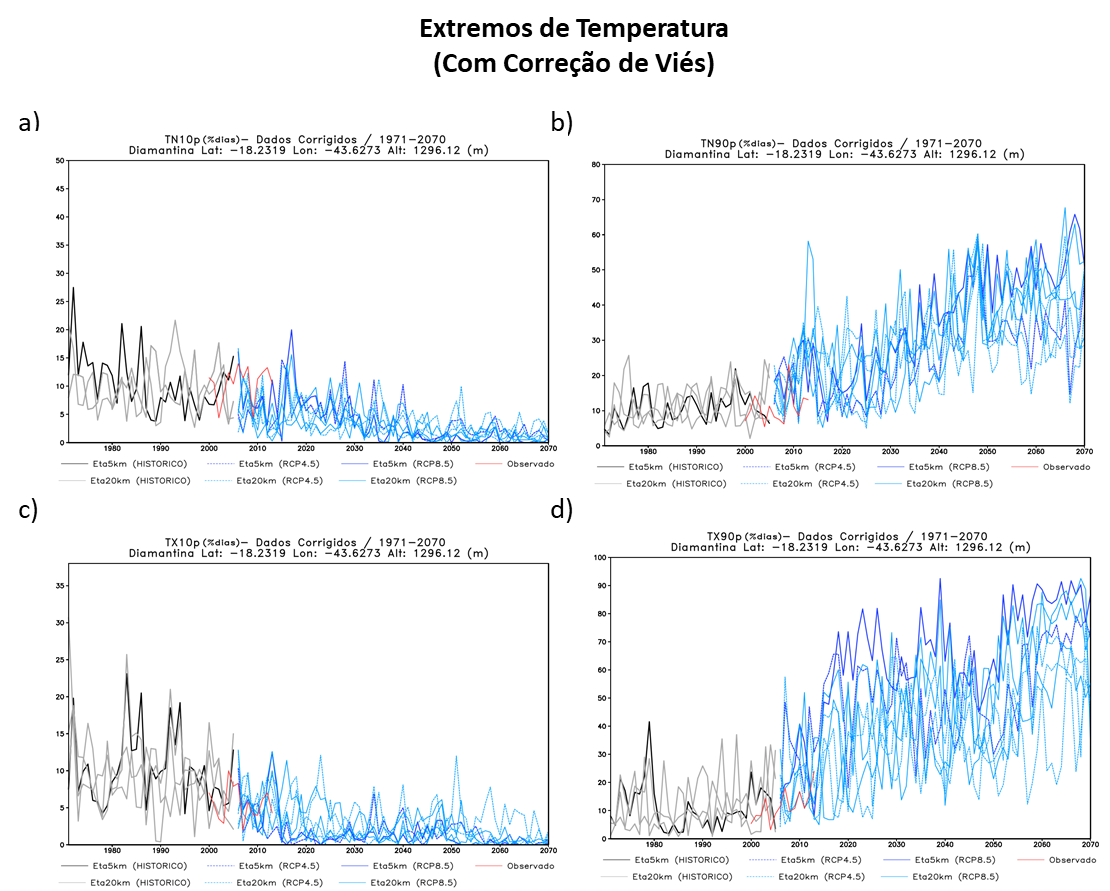 Extremos de Temperatura
(Com Correção de Viés)
a)
TN10p(%dias)- Dados Corrigidos / 1971-2070
Diamantina Lat: -18.2319 Lon: -43.6273 Alt: 1296.12 (m)
50
45
40
35
30
25
20
15
10
5
0
1980 1990 2000 2010 2020 2030 2040 2050 2060 2070
Eta5km (HISTORICO) Eta5km (RCP4.5) Eta5km (RCP8.5) Observado
Eta20km (HISTORICO) Eta20km (RCP4.5) Eta20km (RCP8.5)
b)
TN90p(%dias)- Dados Corrigidos / 1971-2070
Diamantina Lat: -18.2319 Lon: -43.6273 Alt: 1296.12 (m)
80
70
60
50
40
30
20
10
0
1980 1990 2000 2010 2020 2030 2040 2050 2060 2070
Eta5km (HISTORICO) Eta5km (RCP4.5) Eta5km (RCP8.5) Observado
Eta20km (HISTORICO) Eta20km (RCP4.5) Eta20km (RCP8.5)
c)
TX10p(%dias)- Dados Corrigidos / 1971-2070
Diamantina Lat: -18.2319 Lon: -43.6273 Alt: 1296.12 (m)
35
30
25
20
15
10
5
0
1980 1990 2000 2010 2020 2030 2040 2050 2060 2070
Eta5km (HISTORICO) Eta5km (RCP4.5) Eta5km (RCP8.5) Observado
Eta20km (HISTORICO) Eta20km (RCP4.5) Eta20km (RCP8.5)
d)
TX90p(%dias)- Dados Corrigidos / 1971-2070
Diamantina Lat: -18.2319 Lon: -43.6273 Alt: 1296.12 (m)
100
90
80
70
60
50
40
30
20
10
0
1980 1990 2000 2010 2020 2030 2040 2050 2060 2070
Eta5km (HISTORICO) Eta5km (RCP4.5) Eta5km (RCP8.5) Observado
Eta20km (HISTORICO) Eta20km (RCP4.5) Eta20km (RCP8.5)